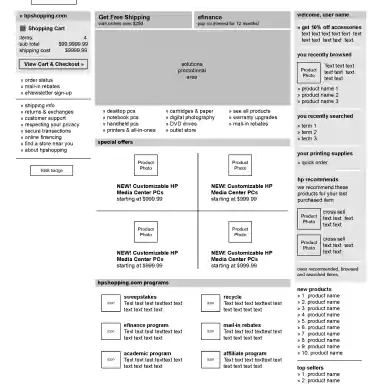 » hpshopping.com
Shopping Cart
items: 4
sub total $99,9999.99
shipping cost $9999.99
View Cart & Checkout »
» order status
» mail-in rebates
» enewsletter sign-up
» shipping info
» returns & exchanges
» customer support
» respecting your privacy
» secure transactions
» online financing
» find a store near you
» about hpshopping
BBB badge
Get Free Shipping
visit orders over $250
efinance
pay no interest for 12 months!
solutions
promotional
area
» desktop pcs
» notebook pcs
» handheld pcs
» printers & all-in-ones
» cartridges & paper
» digital photography
» DVD drives
» outlet store
» see all products
» warranty upgrades
» mail-in rebates
special offers
Product
Photo
NEW! Customizable HP
Media Center PCs
starting at $999.99
Product
Photo
NEW! Customizable HP
Media Center PCs
starting at $999.99
Product
Photo
NEW! Customizable HP
Media Center PCs
starting at $999.99
Product
Photo
NEW! Customizable HP
Media Center PCs
starting at $999.99
hpshopping.com programs
icon
sweepstakes
Text text text texttext text
text text text text text
icon
recycle
Text text text texttext text
text text text text text
icon
efinance program
Text text text texttext text
text text text text text
icon
mail-in rebates
Text text text texttext text
text text text text text
icon
academic program
Text text text texttext text
text text text text text
icon
affiliate program
Text text text texttext text
text text text text text
welcome, user name
» get 10% off accessories
text text text text text
text text text text text.
you recently browsed
Product
Photo
Text text text
text text text
text text.
» product name 1
» product name 2
» product name 3
you recently searched
» term 1
» term 2
» term 3
your printing supplies
» quick order
hp recommends
we recommend these
products for your last
purchased item
Product
Photo
cross sell
text text text
text text
Product
Photo
cross sell
text text text
text text
clear recommended, browsed
and searched items.
new products
» 1. product name
» 2. product name
» 3. product name
» 4. product name
» 5. product name
» 6. product name
» 7. product name
» 8. product name
» 9. product name
» 10. product name
top sellers
» 1. product name
» 2. product name